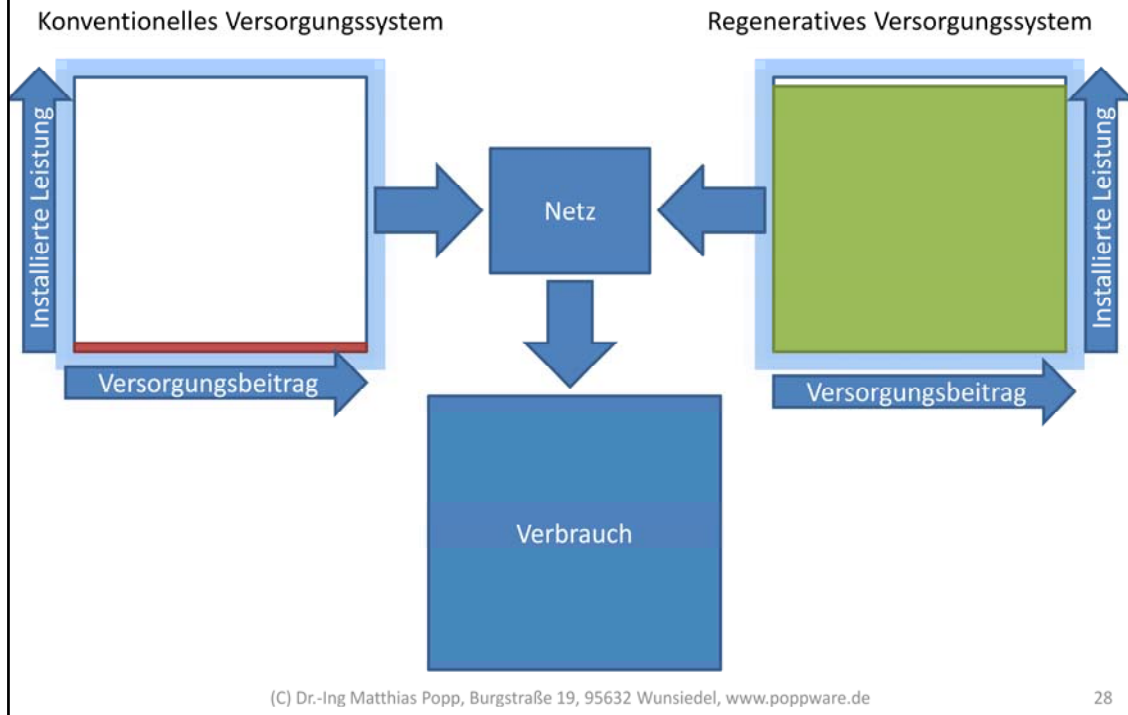 Konventionelles Versorgungssystem
Regeneratives Versorgungssystem
Installierte Leistung
Versorgungsbeitrag
Netz
Installierte Leistung
Versorgungsbeitrag
Verbrauch
(C) Dr.-Ing Matthias Popp, Burgstraße 19, 95632 Wunsiedel, www.poppware.de
28